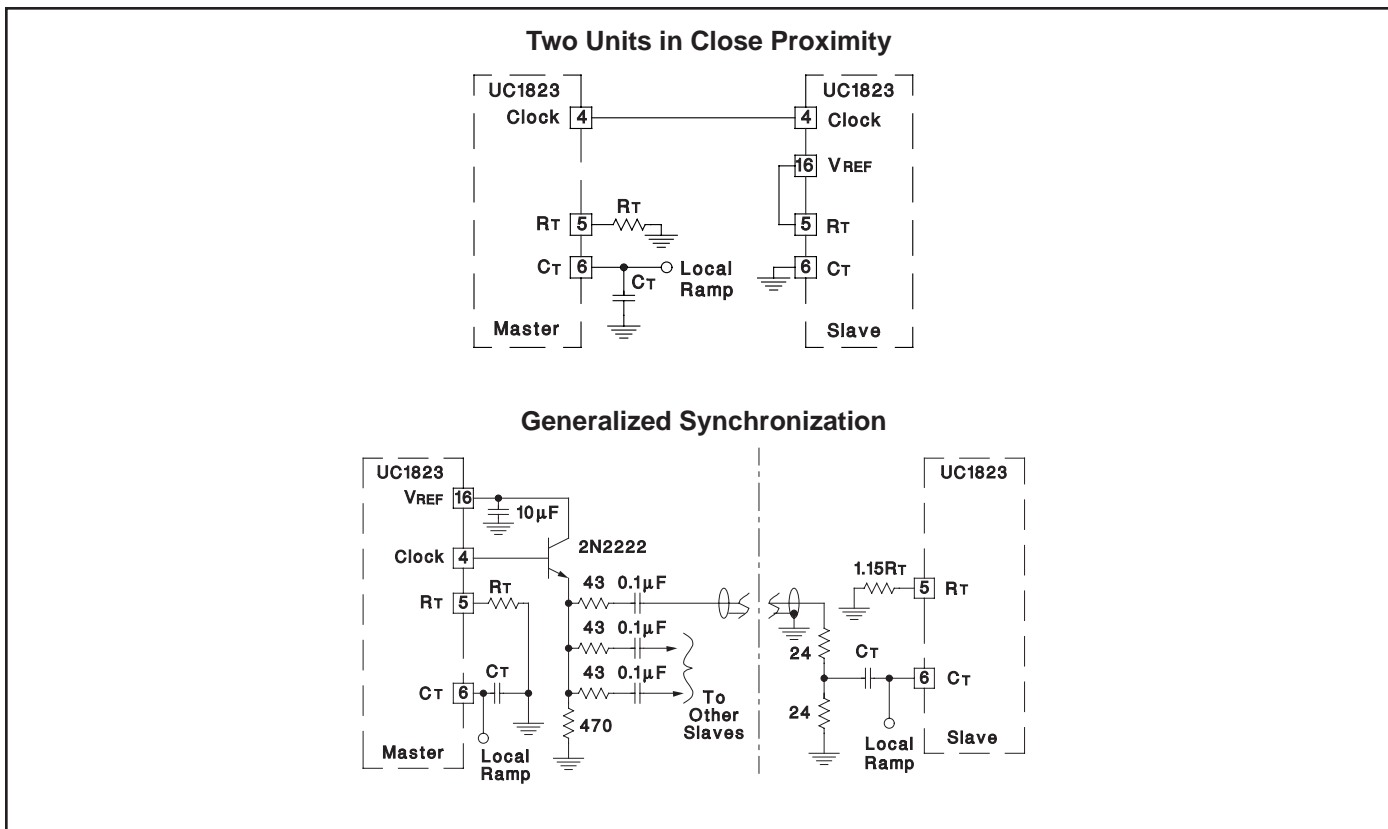 Two Units in Close Proximity
UC1823
UC1823
Clock 4
4 Clock
16 VREF
RT 5 RT
5 RT
CT 6
CT
Local
Ramp
6 CT
Master
Slave
Generalized Synchronization
UC1823
UC1823
VREF 16
10µF
Clock 4
2N2222
RT 5 RT
43 0.1µF
1.15RT
5 RT
43 0.1µF
24
CT
CT 6
CT
43 0.1µF
6 CT
To
Other
Slaves
470
24
Master
Local
Ramp
Local
Ramp
Slave